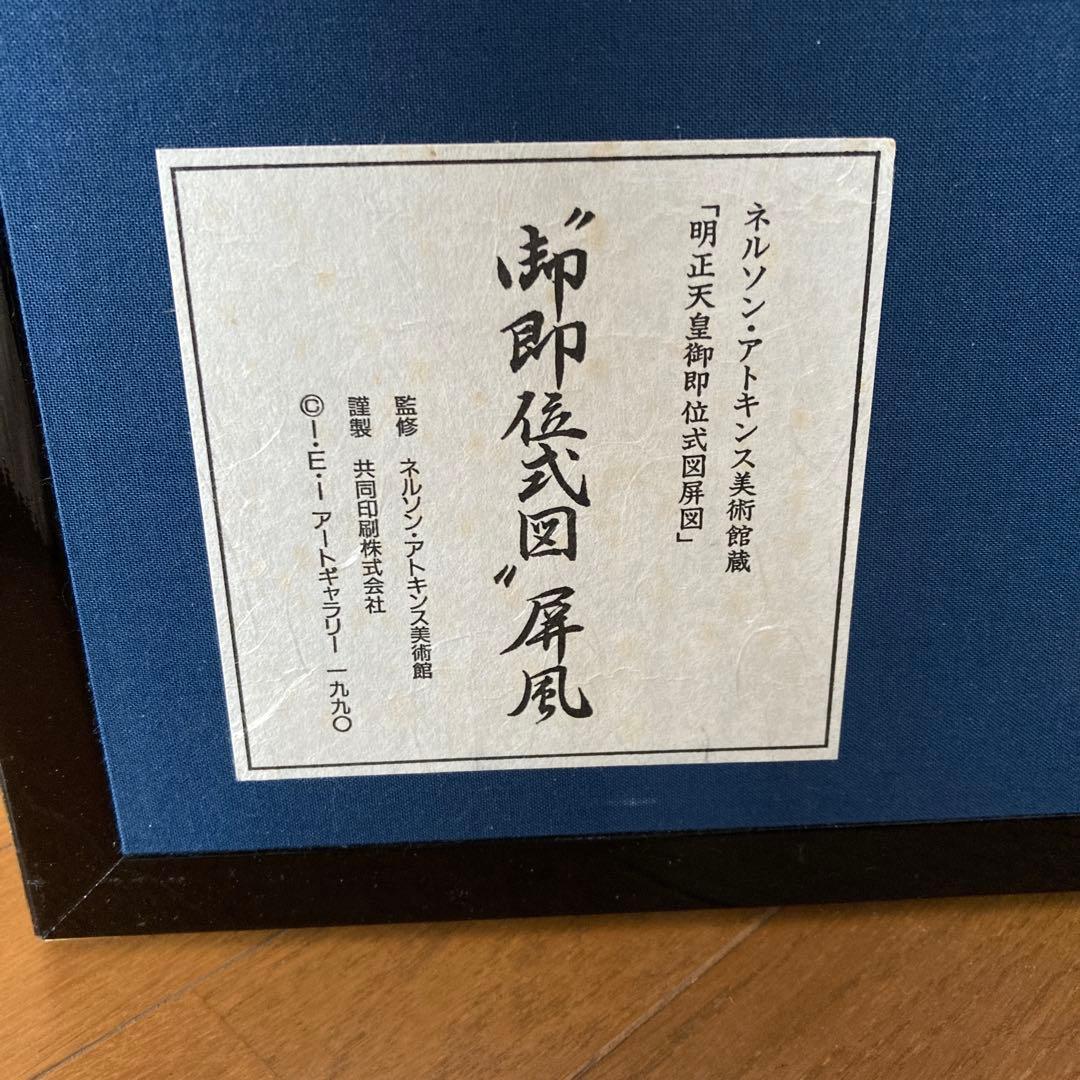 ネルソン・アトキンス美術館蔵
「明正天皇御即位式図屏図」
〝御即位式図〟屏風
監修 ネルソン・アトキンス美術館
謹製 共同印刷株式会社
©I・E・I アートギャラリー 一九九〇